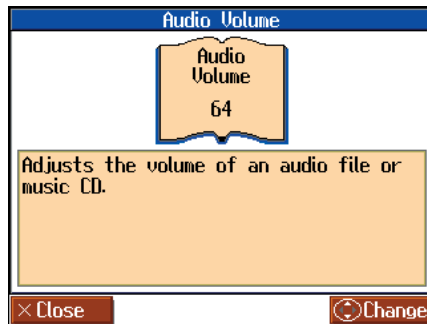 Audio Volume
Audio
Volume
64
Adjusts the volume of an audio file or
music CD.
× Close
Change